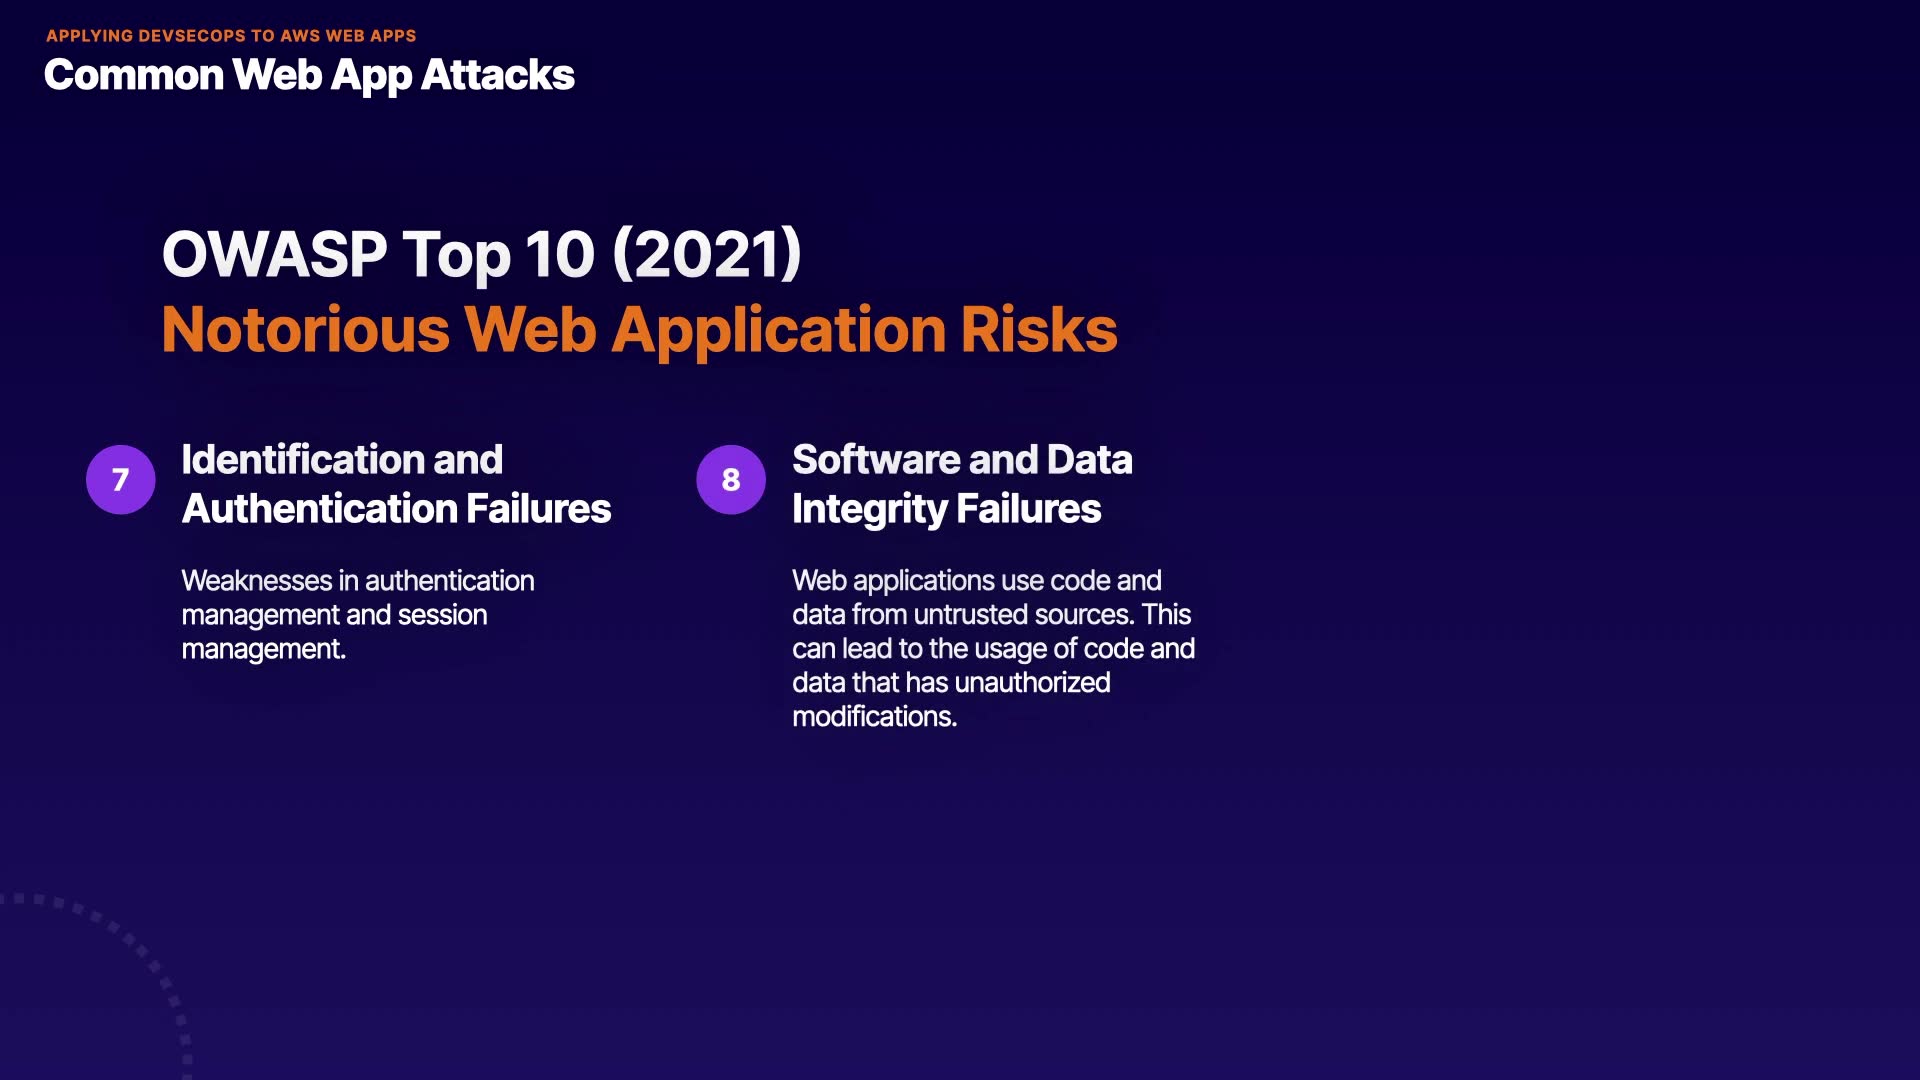 APPLYING DEVSECOPS TO AWS WEB APPS
Common Web App Attacks
OWASP Top 10 (2021)
Notorious Web Application Risks
7
Identification and
Authentication Failures
Weaknesses in authentication
management and session
management.
8
Software and Data
Integrity Failures
Web applications use code and
data from untrusted sources. This
can lead to the usage of code and
data that has unauthorized
modifications.